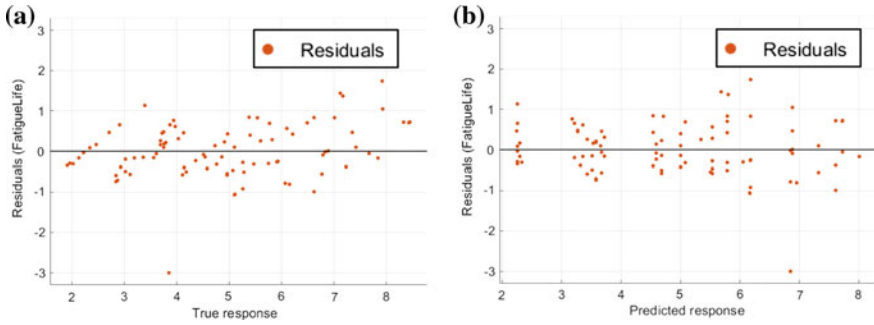 (a)
Residuals
Residuals (FatigueLife)
3
2
1
0
-1
-2
-3
2 3 4 5 6 7 8
True response
(b)
Residuals
Residuals (FatigueLife)
3
2
1
0
-1
-2
-3
2 3 4 5 6 7 8
Predicted response